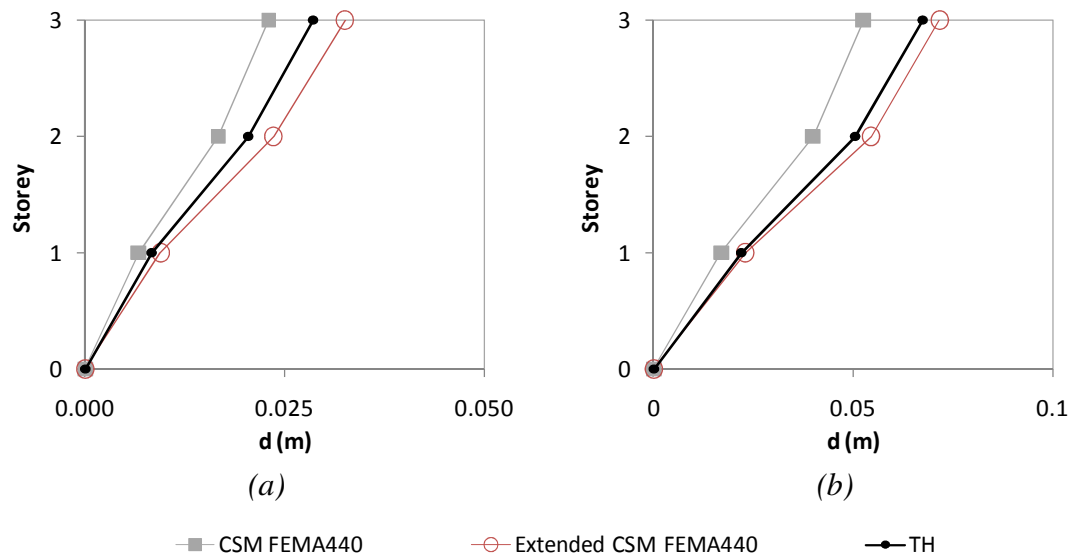 3
2
1
0
Storey
0.000
0.025
0.050
d (m)
(a)
3
2
1
0
Storey
0
0.05
0.1
d (m)
(b)
CSM FEMA440
Extended CSM FEMA440
TH